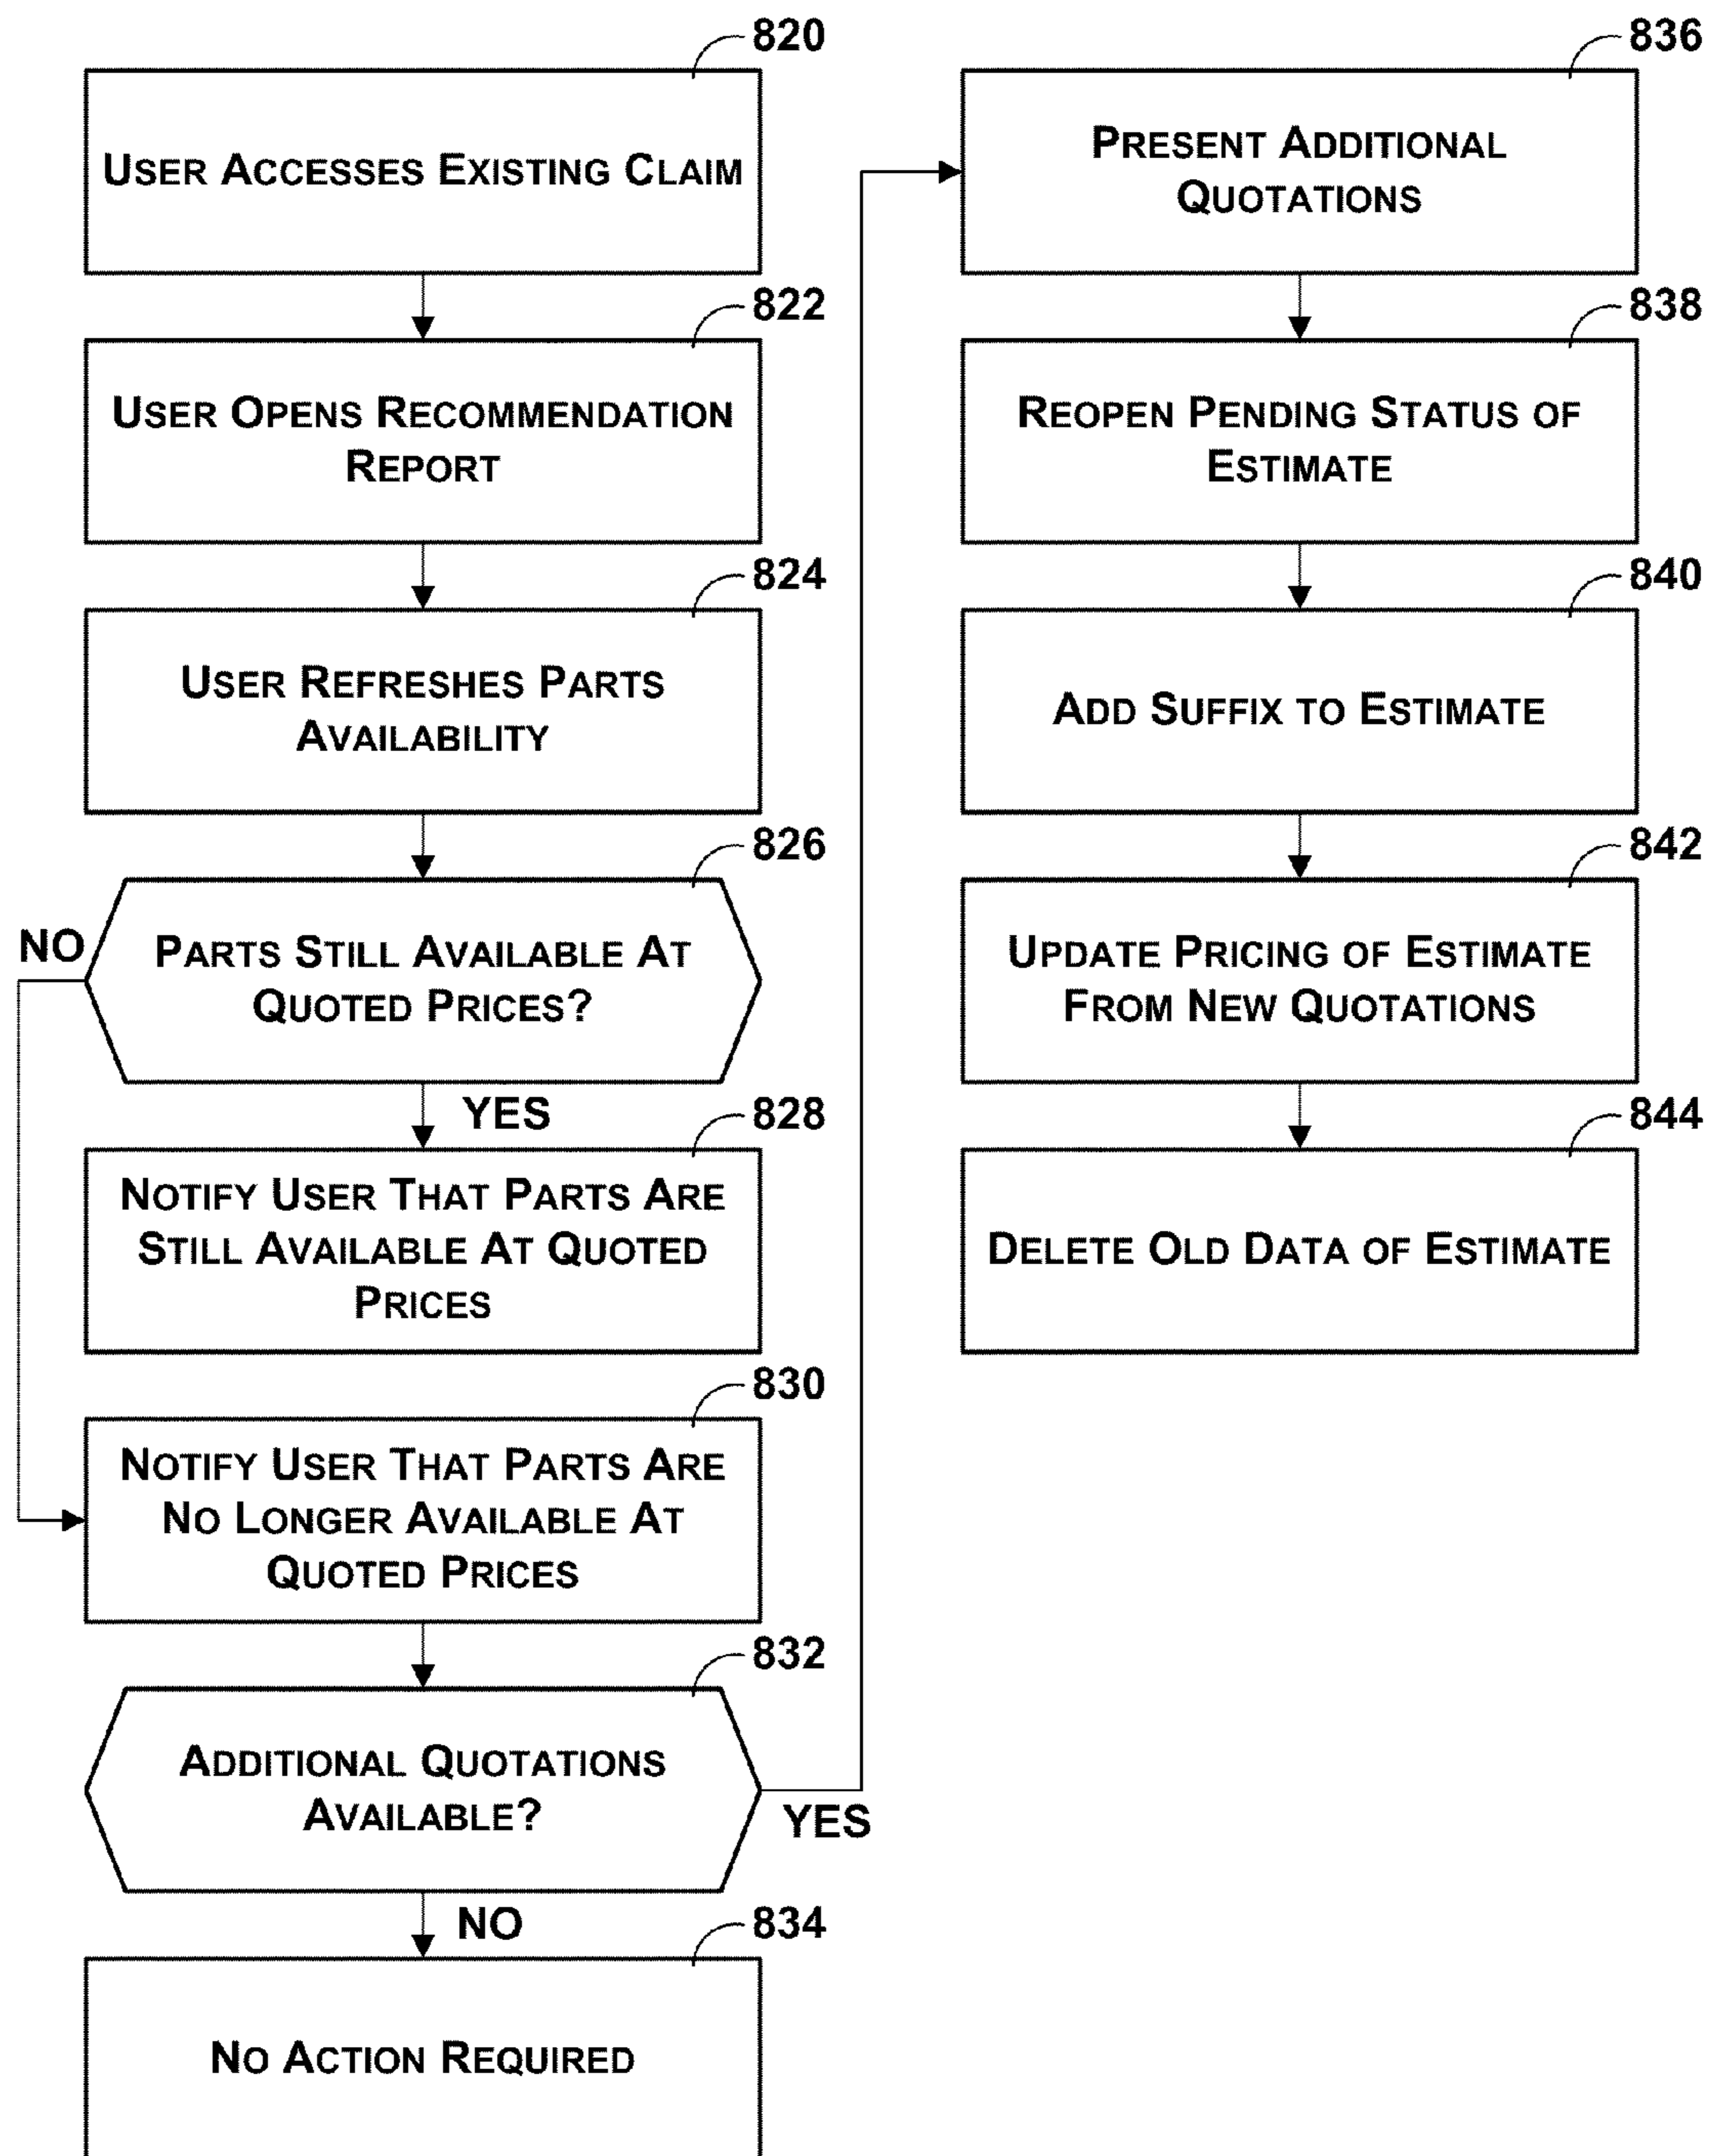 820
USER ACCESSES EXISTING CLAIM
822
USER OPENS RECOMMENDATION
REPORT
824
USER REFRESHES PARTS
AVAILABILITY
826
NO
PARTS STILL AVAILABLE AT
QUOTED PRICES?
YES
828
NOTIFY USER THAT PARTS ARE
STILL AVAILABLE AT QUOTED
PRICES
830
NOTIFY USER THAT PARTS ARE
NO LONGER AVAILABLE AT
QUOTED PRICES
832
ADDITIONAL QUOTATIONS
AVAILABLE?
YES
NO
834
NO ACTION REQUIRED
836
PRESENT ADDITIONAL
QUOTATIONS
838
REOPEN PENDING STATUS OF
ESTIMATE
840
ADD SUFFIX TO ESTIMATE
842
UPDATE PRICING OF ESTIMATE
FROM NEW QUOTATIONS
844
DELETE OLD DATA OF ESTIMATE